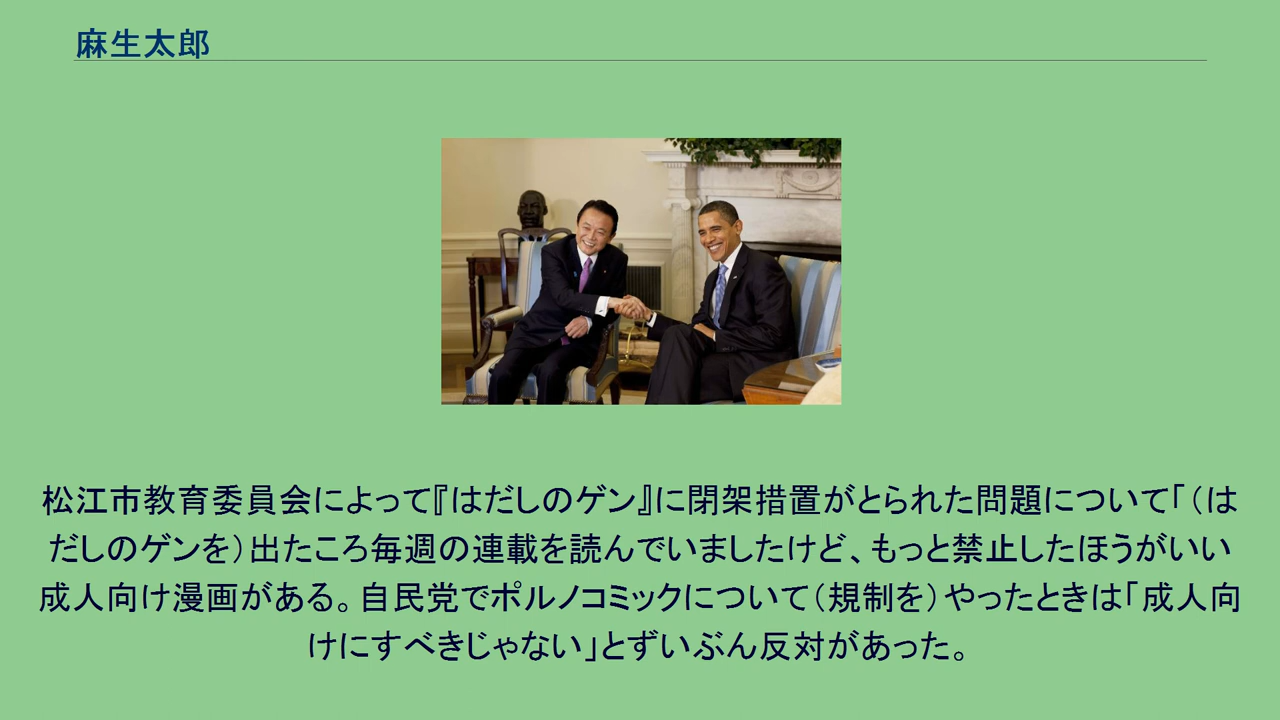 麻生太郎
松江市教育委員会によって『はだしのゲン』に閉架措置がとられた問題について「（は
だしのゲンを）出たころ毎週の連載を読んでいましたけど、もっと禁止したほうがいい
成人向け漫画がある。自民党でポルノコミックについて（規制を）やったときは「成人向
けにすべきじゃない」とずいぶん反対があった。